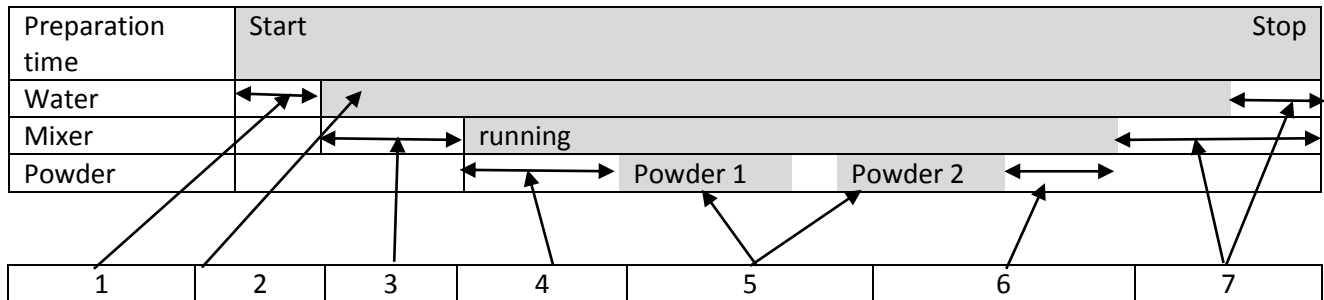 Preparation time Start Stop
Water
Mixer running
Powder Powder 1 Powder 2
1 2 3 4 5 6 7